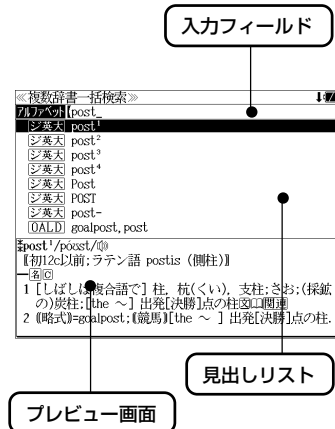 入力フィールド
≪複数辞書一括検索≫
アルファベット【post_
ジ英大 post¹
ジ英大 post²
ジ英大 post³
ジ英大 post⁴
ジ英大 Post
ジ英大 POST
ジ英大 post-
OALD goalpost, post
post¹/póust/
〖初12c以前;ラテン語 postis (側柱)〗
━名C
1 [しばしば複合語で] 柱, 杭(くい), 支柱;さお;(採鉱
の)炭柱;[the ～] 出発[決勝]点の柱図関連
2 ⦅略式⦆=goalpost;⦅競馬⦆[the ～ ] 出発[決勝]点の柱.
見出しリスト
プレビュー画面